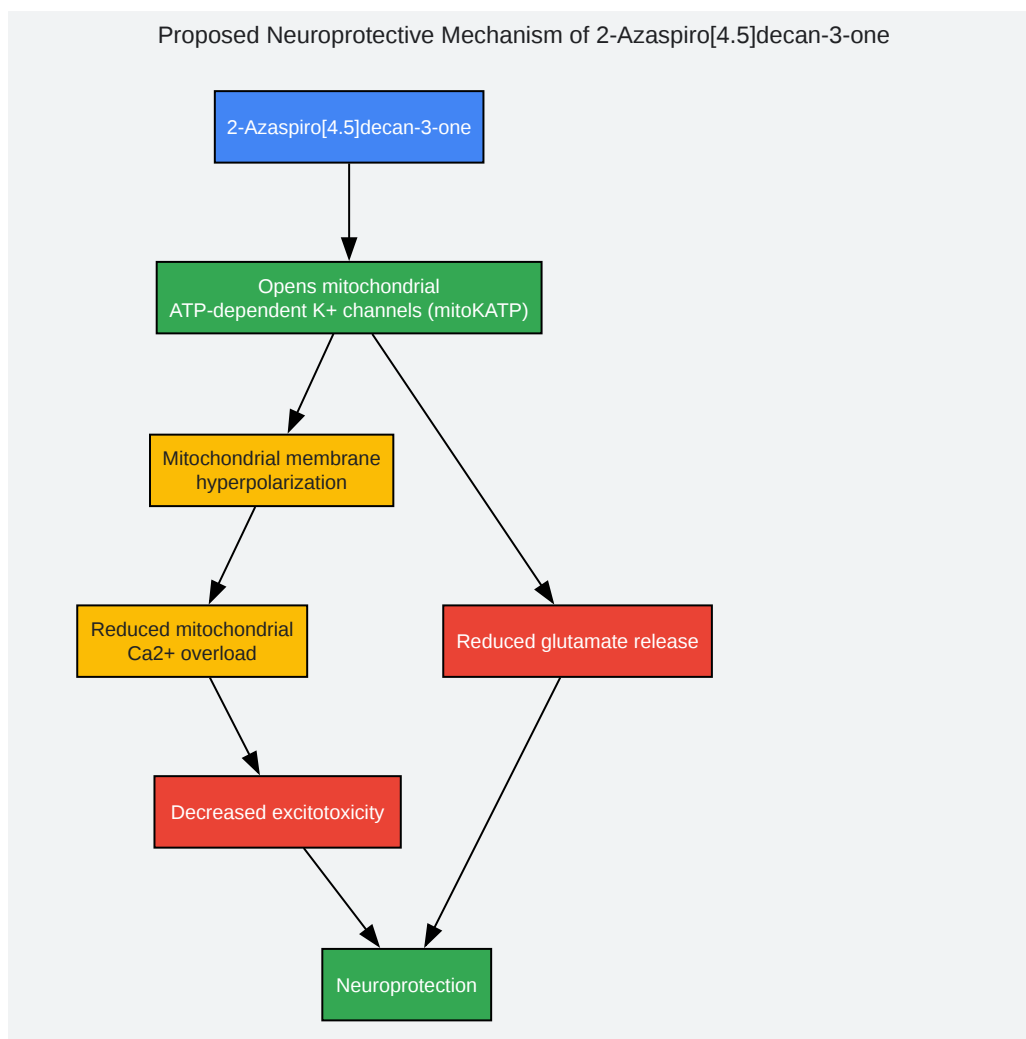 Proposed Neuroprotective Mechanism of 2-Azaspiro[4.5]decan-3-one
2-Azaspiro[4.5]decan-3-one
Opens mitochondrial
ATP-dependent K+ channels (mitoKATP)
Mitochondrial membrane
hyperpolarization
Reduced mitochondrial
Ca2+ overload
Reduced glutamate release
Decreased excitotoxicity
Neuroprotection